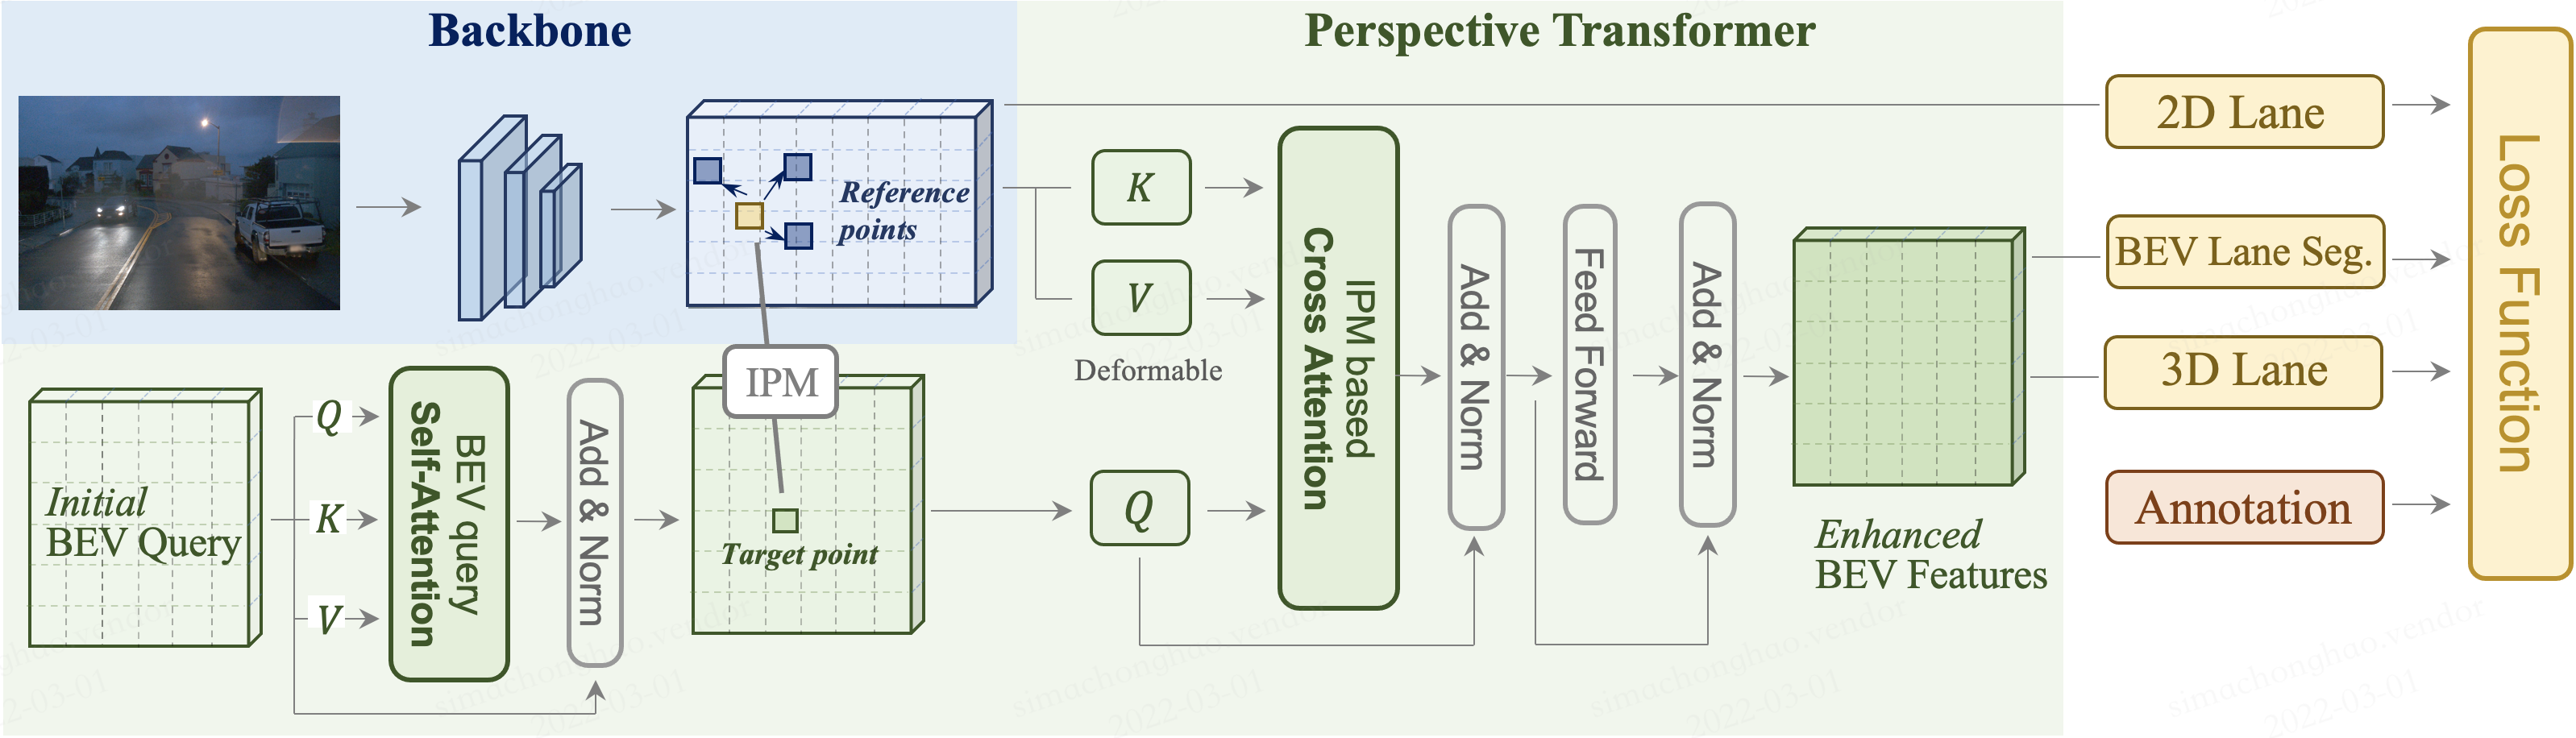 Backbone
Perspective Transformer
Reference
points
IPM
Initial
BEV Query
Q
K
V
BEV query
Self-Attention
Add & Norm
Target point
K
V
Deformable
Q
IPM based
Cross Attention
Add & Norm
Feed Forward
Add & Norm
Enhanced
BEV Features
2D Lane
BEV Lane Seg.
3D Lane
Annotation
Loss Function
simachonghao.vendor
2022-03-01